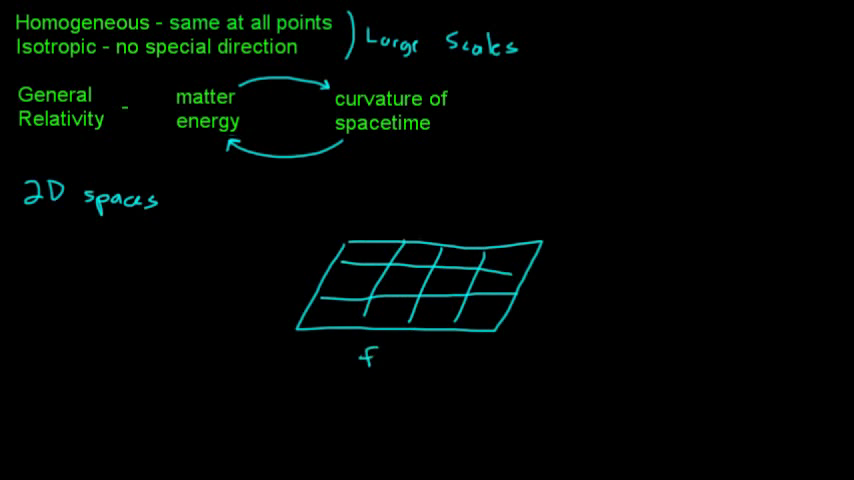 Homogeneous - same at all points
Isotropic - no special direction
) Large Scales
General Relativity - matter energy
curvature of spacetime
2D spaces
f